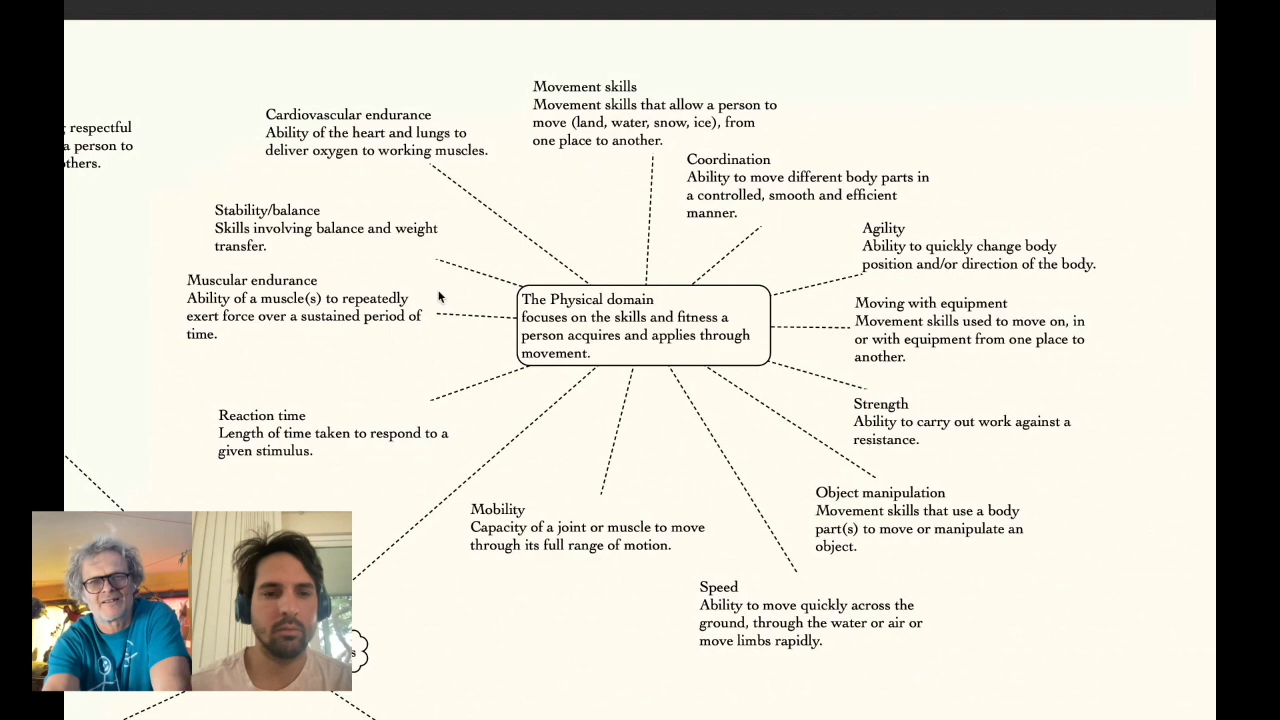 Movement skills
Movement skills that allow a person to
move (land, water, snow, ice), from
one place to another.
Cardiovascular endurance
Ability of the heart and lungs to
deliver oxygen to working muscles.
respectful
a person to
others.
Coordination
Ability to move different body parts in
a controlled, smooth and efficient
manner.
Stability/balance
Skills involving balance and weight
transfer.
Agility
Ability to quickly change body
position and/or direction of the body.
Muscular endurance
Ability of a muscle(s) to repeatedly
exert force over a sustained period of
time.
The Physical domain
focuses on the skills and fitness a
person acquires and applies through
movement.
Moving with equipment
Movement skills used to move on, in
or with equipment from one place to
another.
Reaction time
Length of time taken to respond to a
given stimulus.
Strength
Ability to carry out work against a
resistance.
Mobility
Capacity of a joint or muscle to move
through its full range of motion.
Object manipulation
Movement skills that use a body
part(s) to move or manipulate an
object.
Speed
Ability to move quickly across the
ground, through the water or air or
move limbs rapidly.